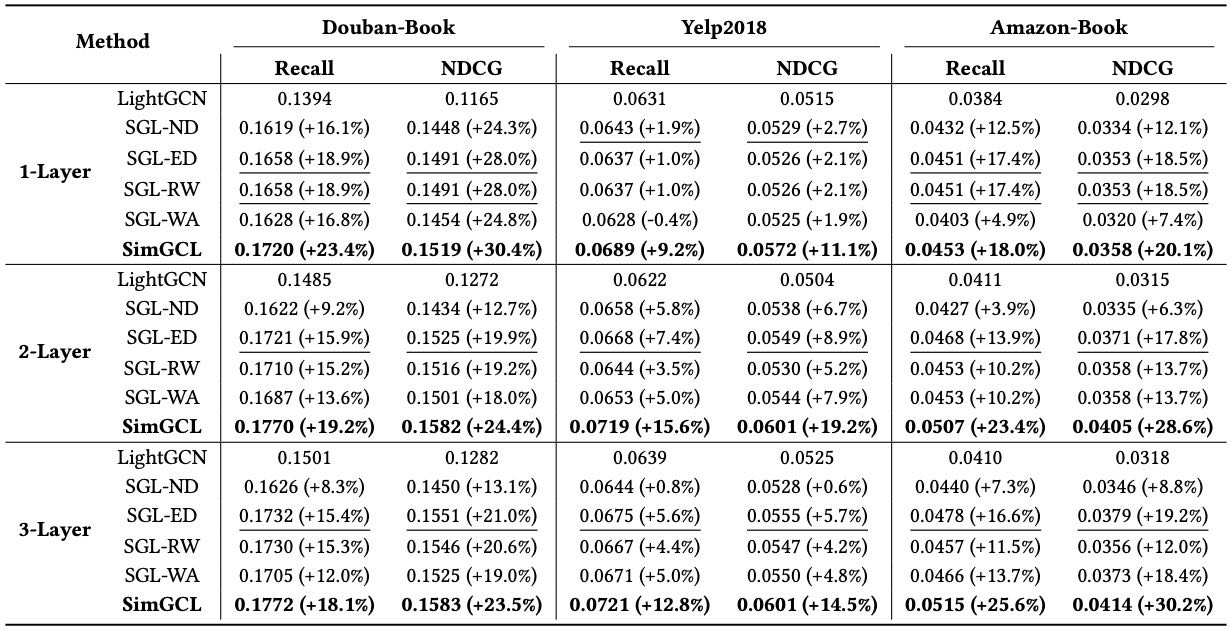 Method Douban-Book Yelp2018 Amazon-Book
Recall NDCG Recall NDCG Recall NDCG
1-Layer
LightGCN 0.1394 0.1165 0.0631 0.0515 0.0384 0.0298
SGL-ND 0.1619 (+16.1%) 0.1448 (+24.3%) 0.0643 (+1.9%) 0.0529 (+2.7%) 0.0432 (+12.5%) 0.0334 (+12.1%)
SGL-ED 0.1658 (+18.9%) 0.1491 (+28.0%) 0.0637 (+1.0%) 0.0526 (+2.1%) 0.0451 (+17.4%) 0.0353 (+18.5%)
SGL-RW 0.1658 (+18.9%) 0.1491 (+28.0%) 0.0637 (+1.0%) 0.0526 (+2.1%) 0.0451 (+17.4%) 0.0353 (+18.5%)
SGL-WA 0.1628 (+16.8%) 0.1454 (+24.8%) 0.0628 (-0.4%) 0.0525 (+1.9%) 0.0403 (+4.9%) 0.0320 (+7.4%)
SimGCL 0.1720 (+23.4%) 0.1519 (+30.4%) 0.0689 (+9.2%) 0.0572 (+11.1%) 0.0453 (+18.0%) 0.0358 (+20.1%)
2-Layer
LightGCN 0.1485 0.1272 0.0622 0.0504 0.0411 0.0315
SGL-ND 0.1622 (+9.2%) 0.1434 (+12.7%) 0.0658 (+5.8%) 0.0538 (+6.7%) 0.0427 (+3.9%) 0.0335 (+6.3%)
SGL-ED 0.1721 (+15.9%) 0.1525 (+19.9%) 0.0668 (+7.4%) 0.0549 (+8.9%) 0.0468 (+13.9%) 0.0371 (+17.8%)
SGL-RW 0.1710 (+15.2%) 0.1516 (+19.2%) 0.0644 (+3.5%) 0.0530 (+5.2%) 0.0453 (+10.2%) 0.0358 (+13.7%)
SGL-WA 0.1687 (+13.6%) 0.1501 (+18.0%) 0.0653 (+5.0%) 0.0544 (+7.9%) 0.0453 (+10.2%) 0.0358 (+13.7%)
SimGCL 0.1770 (+19.2%) 0.1582 (+24.4%) 0.0719 (+15.6%) 0.0601 (+19.2%) 0.0507 (+23.4%) 0.0405 (+28.6%)
3-Layer
LightGCN 0.1501 0.1282 0.0639 0.0525 0.0410 0.0318
SGL-ND 0.1626 (+8.3%) 0.1450 (+13.1%) 0.0644 (+0.8%) 0.0528 (+0.6%) 0.0440 (+7.3%) 0.0346 (+8.8%)
SGL-ED 0.1732 (+15.4%) 0.1551 (+21.0%) 0.0675 (+5.6%) 0.0555 (+5.7%) 0.0478 (+16.6%) 0.0379 (+19.2%)
SGL-RW 0.1730 (+15.3%) 0.1546 (+20.6%) 0.0667 (+4.4%) 0.0547 (+4.2%) 0.0457 (+11.5%) 0.0356 (+12.0%)
SGL-WA 0.1705 (+12.0%) 0.1525 (+19.0%) 0.0671 (+5.0%) 0.0550 (+4.8%) 0.0466 (+13.7%) 0.0373 (+18.4%)
SimGCL 0.1772 (+18.1%) 0.1583 (+23.5%) 0.0721 (+12.8%) 0.0601 (+14.5%) 0.0515 (+25.6%) 0.0414 (+30.2%)